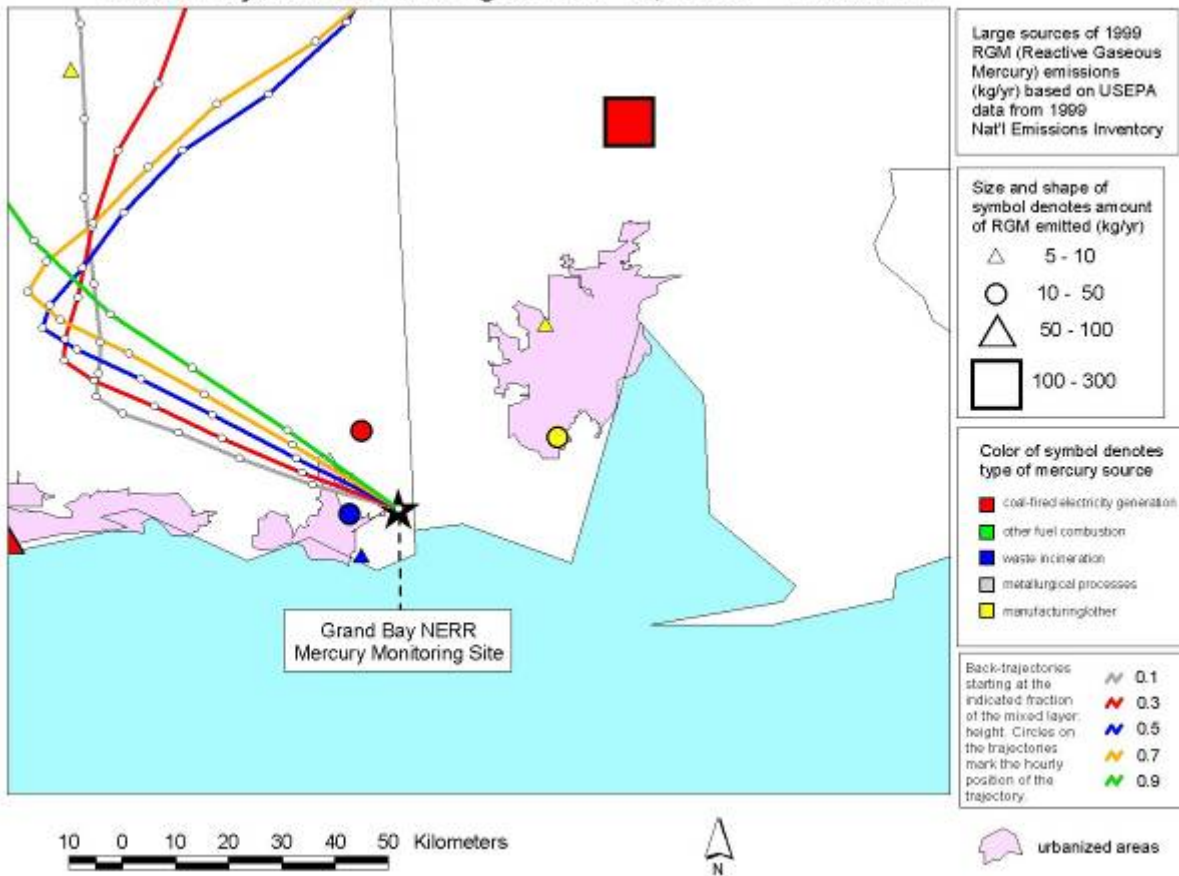 Large sources of 1999
RGM (Reactive Gaseous
Mercury) emissions
(kg/yr) based on USEPA
data from 1999
Nat'l Emissions Inventory
Size and shape of
symbol denotes amount
of RGM emitted (kg/yr)
5 - 10
10 - 50
50 - 100
100 - 300
Color of symbol denotes
type of mercury source
coal-fired electricity generation
other fuel combustion
waste incineration
metallurgical processes
manufacturing/other
Grand Bay NERR
Mercury Monitoring Site
Back-trajectories
starting at the
indicated fraction
of the mixed layer
height. Circles on
the trajectories
mark the hourly
position of the
trajectory.
0.1
0.3
0.5
0.7
0.9
10 0 10 20 30 40 50 Kilometers
N
urbanized areas